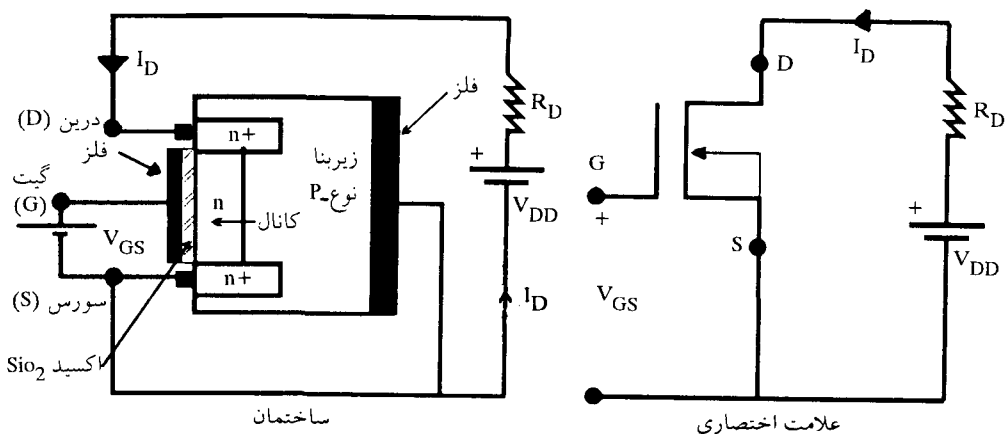 I_D
درین (D)
فلز
گیت
(G)
V_GS
سورس (S)
اکسید Sio₂
n+
n
کانال
n+
زیربنا
نوع-P
فلز
R_D
+
V_DD
I_D
ساختمان
I_D
D
R_D
G
+
S
V_GS
+
V_DD
علامت اختصاری